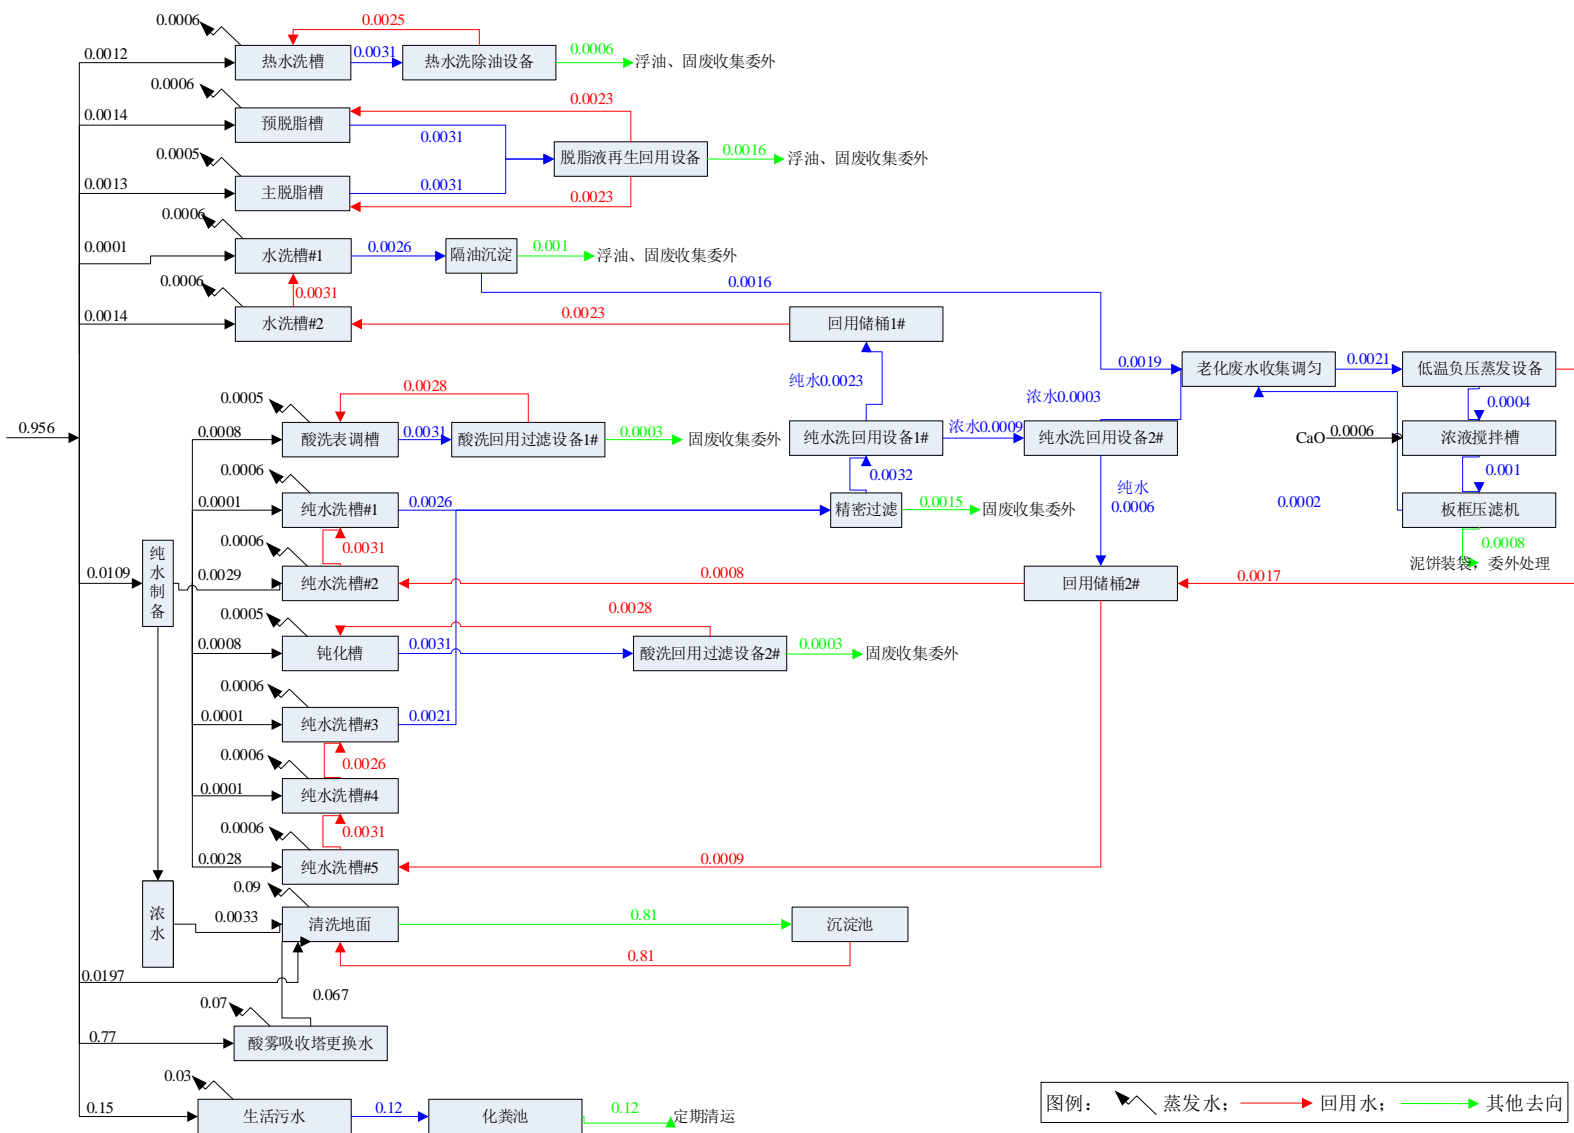 0.0006
0.0025
0.0012
热水洗槽
0.0031
热水洗除油设备
0.0006
浮油、固废收集委外
0.0006
0.0023
0.0014
预脱脂槽
0.0031
0.0005
脱脂液再生回用设备
0.0016
浮油、固废收集委外
0.0013
主脱脂槽
0.0031
0.0023
0.0006
0.0001
水洗槽#1
0.0026
隔油沉淀
0.001
浮油、固废收集委外
0.0006
0.0031
0.0016
0.0014
水洗槽#2
0.0023
回用储桶1#
0.0028
纯水0.0023
0.0019
老化废水收集调匀
0.0021
低温负压蒸发设备
0.0005
浓水0.0003
0.0004
0.956
0.0008
酸洗表调槽
0.0031
酸洗回用过滤设备1#
0.0003
固废收集委外
纯水洗回用设备1#
浓水0.0009
纯水洗回用设备2#
CaO
0.0006
浓液搅拌槽
0.0006
0.0032
0.001
0.0001
纯水洗槽#1
0.0026
精密过滤
0.0015
固废收集委外
纯水
0.0006
0.0002
板框压滤机
0.0006
0.0031
0.0008
泥饼装袋，委外处理
纯水制备
0.0109
0.0029
纯水洗槽#2
0.0008
回用储桶2#
0.0017
0.0005
0.0028
0.0008
钝化槽
0.0031
酸洗回用过滤设备2#
0.0003
固废收集委外
0.0006
0.0001
纯水洗槽#3
0.0021
0.0006
0.0026
0.0001
纯水洗槽#4
0.0006
0.0031
0.0028
纯水洗槽#5
0.0009
0.09
浓水
0.0033
清洗地面
0.81
沉淀池
0.81
0.0197
0.07
0.067
0.77
酸雾吸收塔更换水
0.03
0.15
生活污水
0.12
化粪池
0.12
定期清运
图例：
蒸发水；
回用水；
其他去向